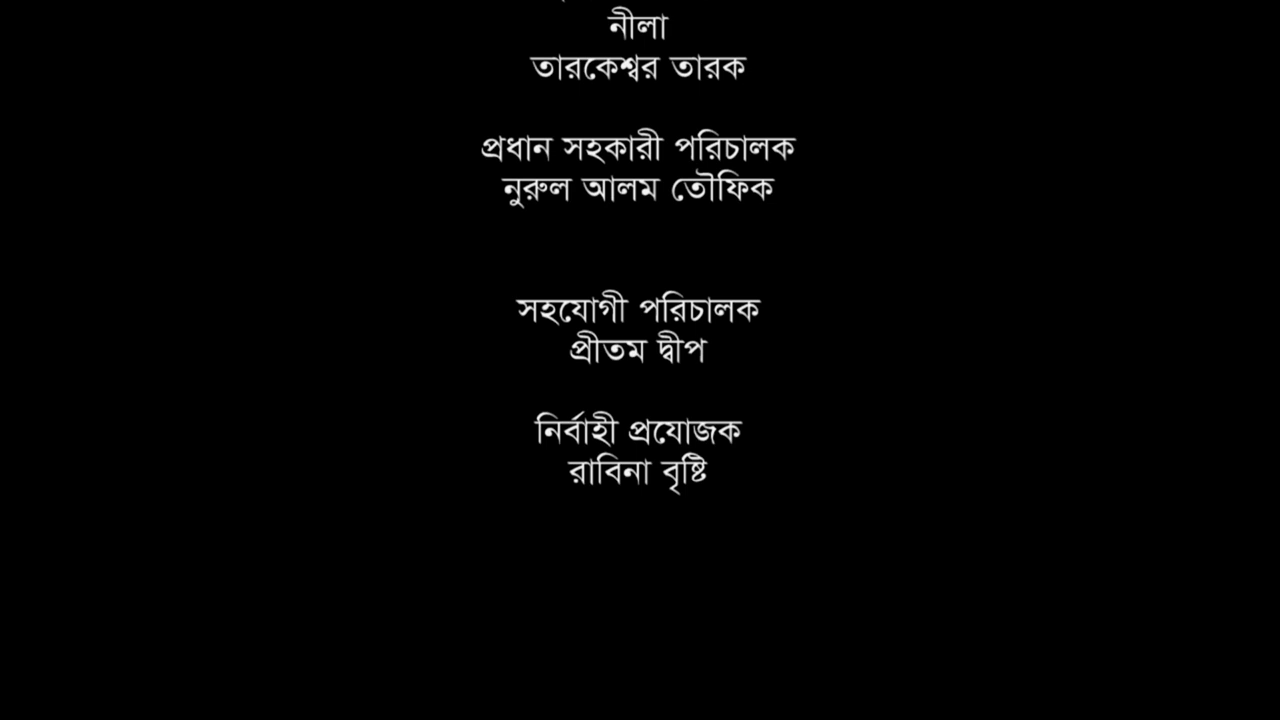 নীলা
তারকেশ্বর তারক
প্রধান সহকারী পরিচালক
নুরুল আলম তৌফিক
সহযোগী পরিচালক
প্রীতম দ্বীপ
নির্বাহী প্রযোজক
রাবিনা বৃষ্টি